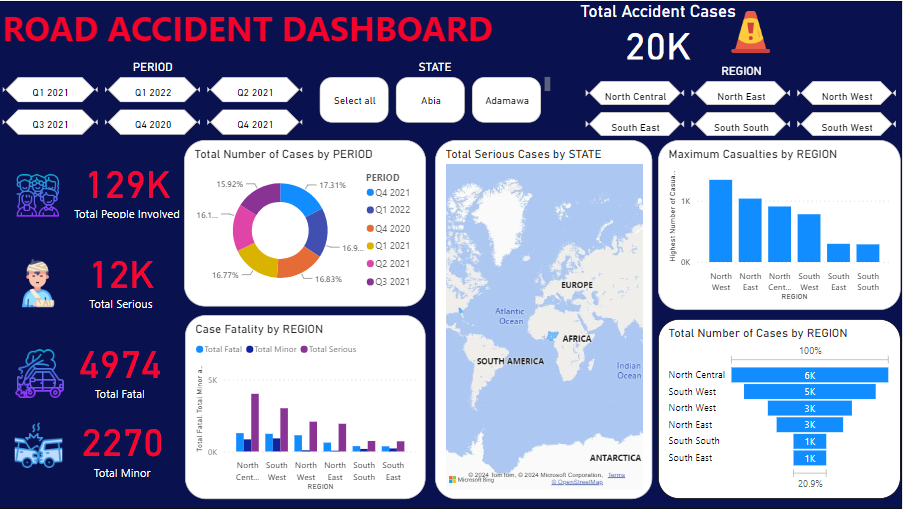 ROAD ACCIDENT DASHBOARD
Total Accident Cases
20K
PERIOD
Q1 2021
Q1 2022
Q2 2021
Q3 2021
Q4 2020
Q4 2021
STATE
Select all
Abia
Adamawa
REGION
North Central
North East
North West
South East
South South
South West
129K
Total People Involved
12K
Total Serious
4974
Total Fatal
2270
Total Minor
Total Number of Cases by PERIOD
15.92%
17.31%
16.1...
16.9...
16.77%
16.83%
PERIOD
Q4 2021
Q1 2022
Q4 2020
Q1 2021
Q2 2021
Q3 2021
Case Fatality by REGION
Total Fatal Total Minor Total Serious
Total Fatal, Total Minor a...
5K
0K
North Cent...
South West
North West
North East
South South
South East
REGION
Total Serious Cases by STATE
EUROPE
Atlantic
Ocean
AFRICA
SOUTH AMERICA
Indian
Ocean
ANTARCTICA
© 2024 TomTom, © 2024 Microsoft Corporation, Terms
Microsoft Bing
© OpenStreetMap
Maximum Casualties by REGION
Highest Number of Casua...
1K
0K
North West
North East
North Cent...
South West
South East
South South
REGION
Total Number of Cases by REGION
100%
North Central 6K
South West 5K
North West 3K
North East 3K
South South 1K
South East 1K
20.9%